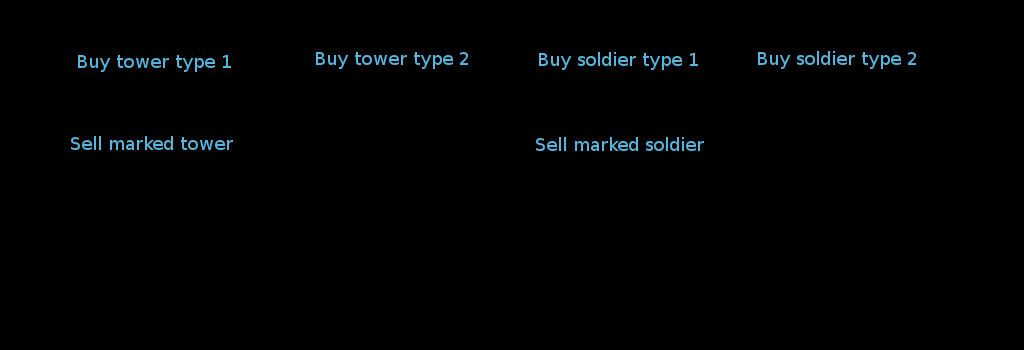 Buy tower type 1
Buy tower type 2
Buy soldier type 1
Buy soldier type 2
Sell marked tower
Sell marked soldier